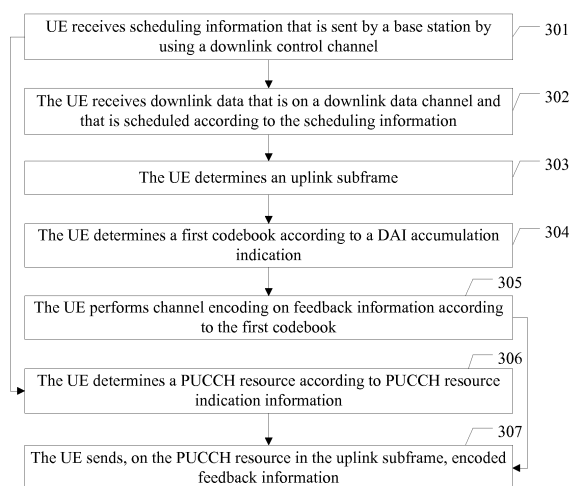 UE receives scheduling information that is sent by a base station by
using a downlink control channel
301
The UE receives downlink data that is on a downlink data channel and
that is scheduled according to the scheduling information
302
The UE determines an uplink subframe
303
The UE determines a first codebook according to a DAI accumulation
indication
304
305
The UE performs channel encoding on feedback information according
to the first codebook
306
The UE determines a PUCCH resource according to PUCCH resource
indication information
307
The UE sends, on the PUCCH resource in the uplink subframe, encoded
feedback information